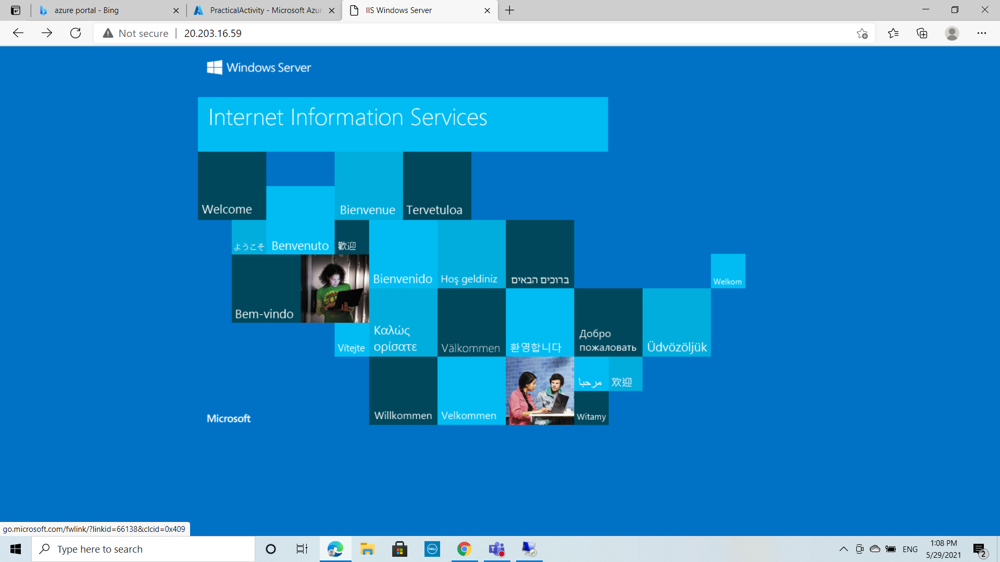 azure portal - Bing
PracticalActivity - Microsoft Azur
IIS Windows Server
Not secure
20.203.16.59
Windows Server
Internet Information Services
Welcome
Bienvenue
Tervetuloa
ようこそ
Benvenuto
歡迎
Bienvenido
Hoş geldiniz
ברוכים הבאים
Welkom
Bem-vindo
Vítejte
Καλώς
ορίσατε
Välkommen
환영합니다
Добро
пожаловать
Üdvözöljük
مرحبا
欢迎
Microsoft
Willkommen
Velkommen
Witamy
go.microsoft.com/fwlink/?linkid=66138&clcid=0x409
Type here to search
DELL
T
ENG
1:08 PM
5/29/2021
2